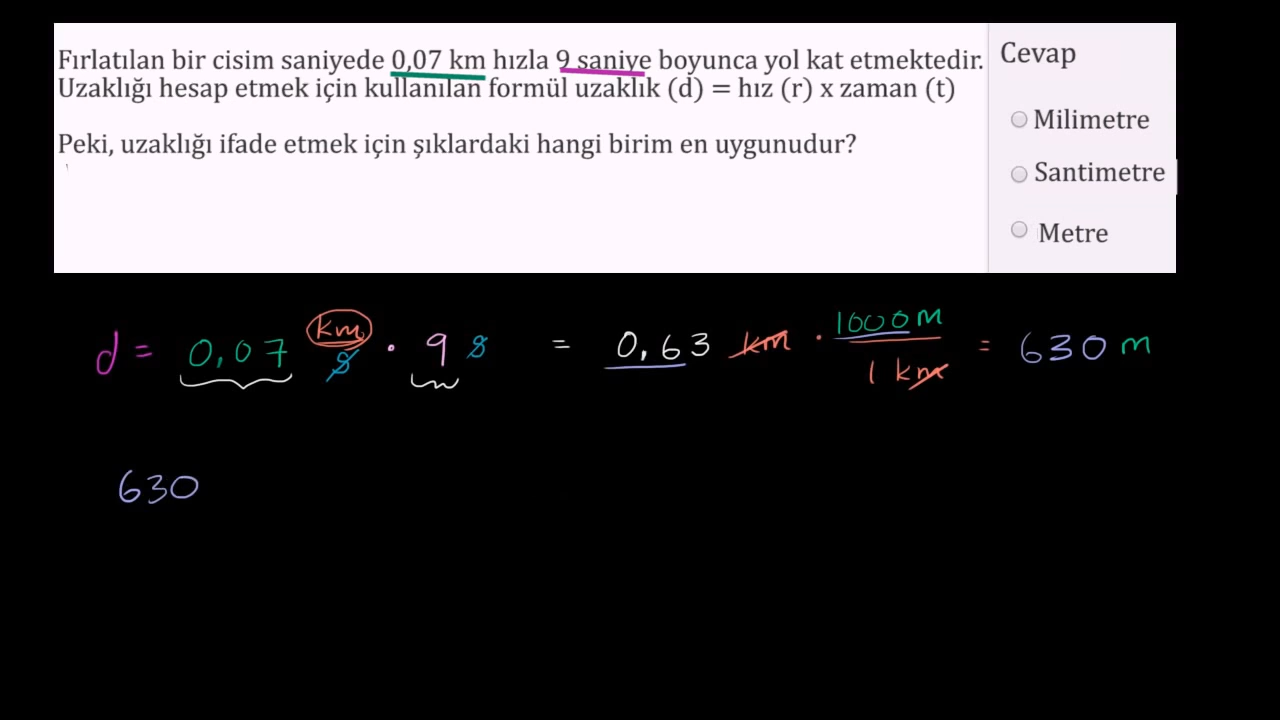 Fırlatılan bir cisim saniyede 0,07 km hızla 9 saniye boyunca yol kat etmektedir.
Uzaklığı hesap etmek için kullanılan formül uzaklık (d) = hız (r) x zaman (t)
Peki, uzaklığı ifade etmek için şıklardaki hangi birim en uygunudur?
Cevap
Milimetre
Santimetre
Metre
d = 0,07 km/s · 9 s = 0,63 km · 1000 m / 1 km = 630 m
630